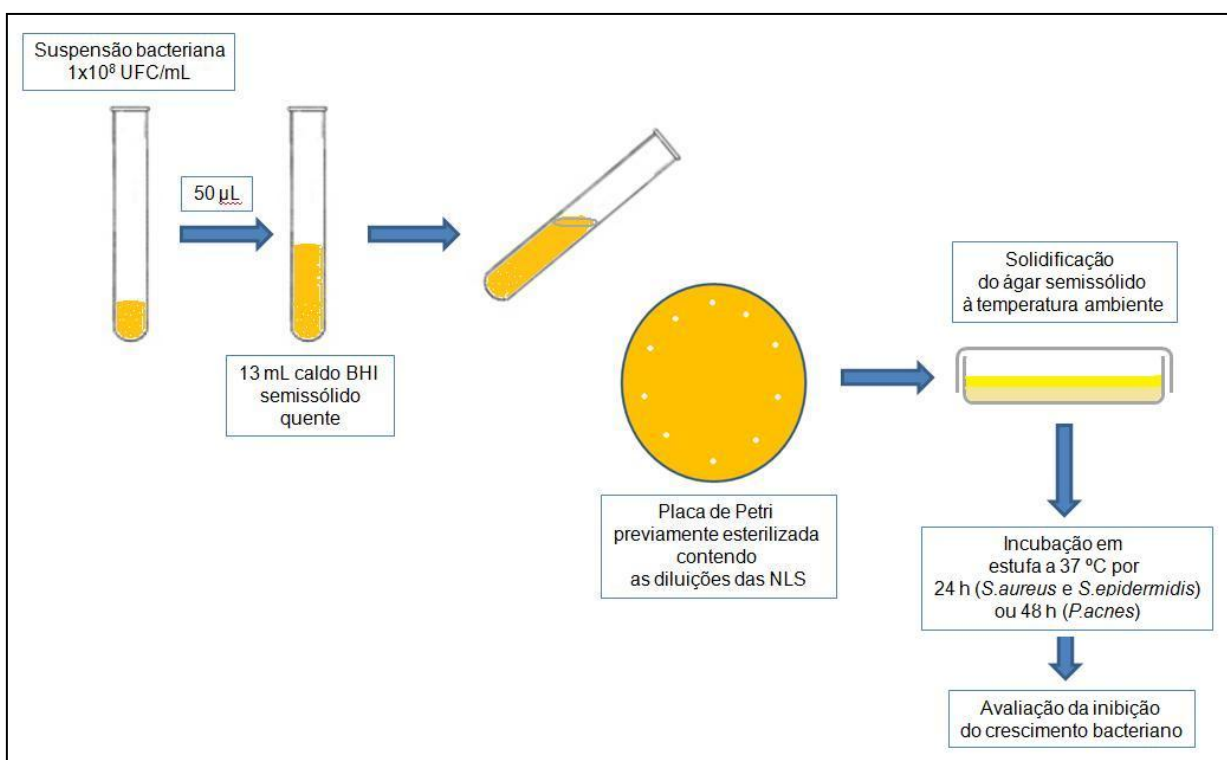 Suspensão bacteriana
1x10⁸ UFC/mL
50 µL
13 mL caldo BHI
semissólido
quente
Placa de Petri
previamente esterilizada
contendo
as diluições das NLS
Solidificação
do ágar semissólido
à temperatura ambiente
Incubação em
estufa a 37 ºC por
24 h (S.aureus e S.epidermidis)
ou 48 h (P.acnes)
Avaliação da inibição
do crescimento bacteriano